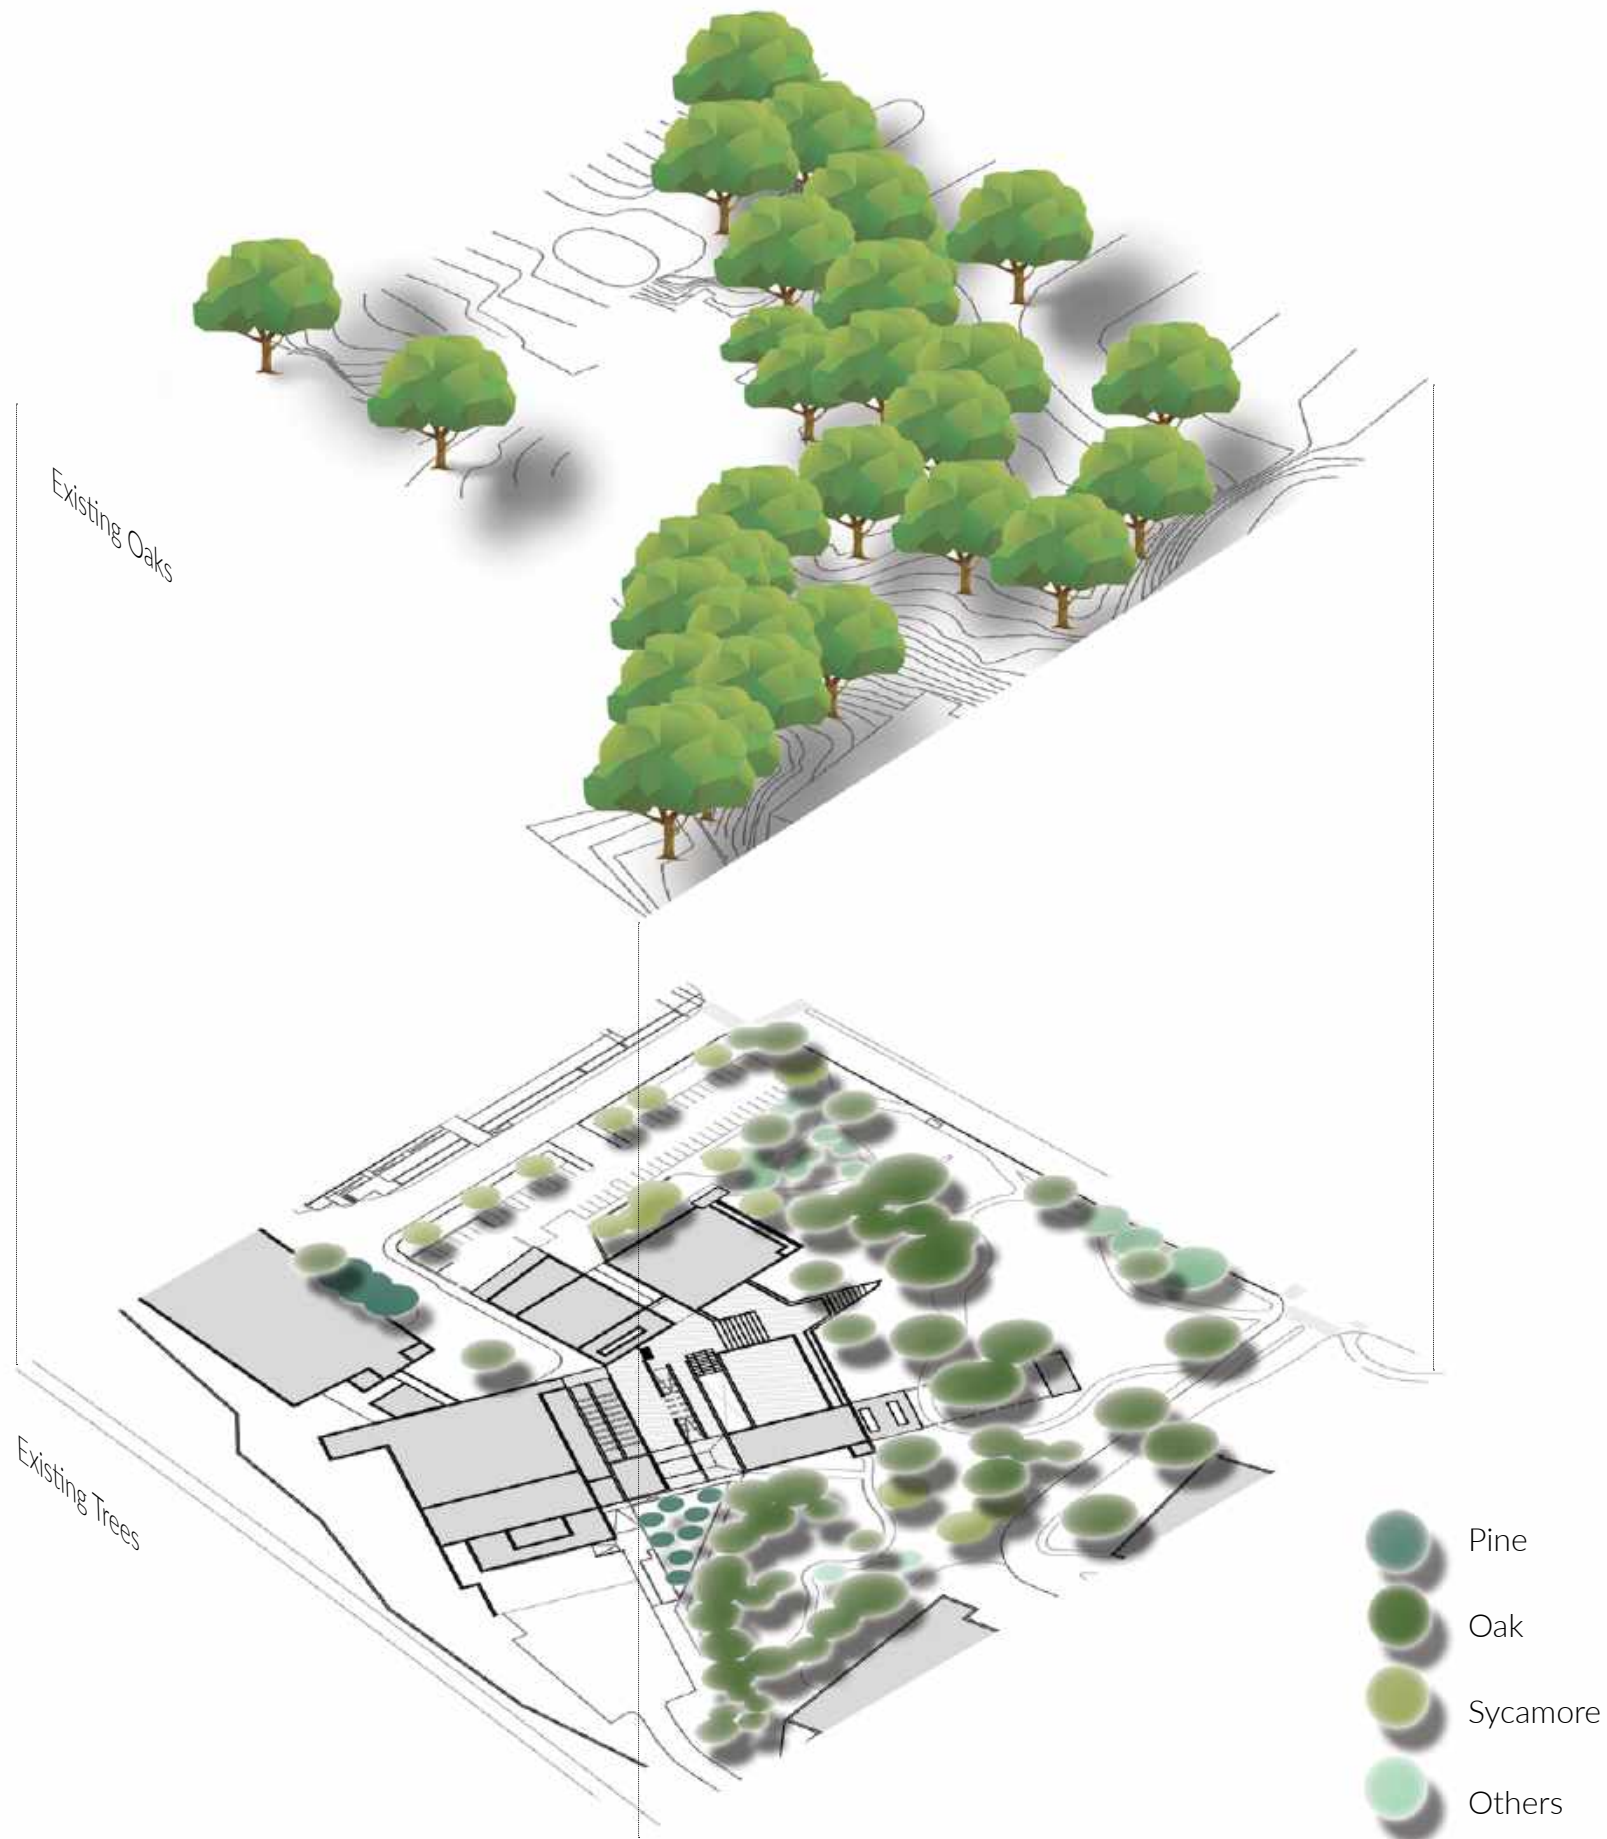 Existing Oaks
Existing Trees
Pine
Oak
Sycamore
Others